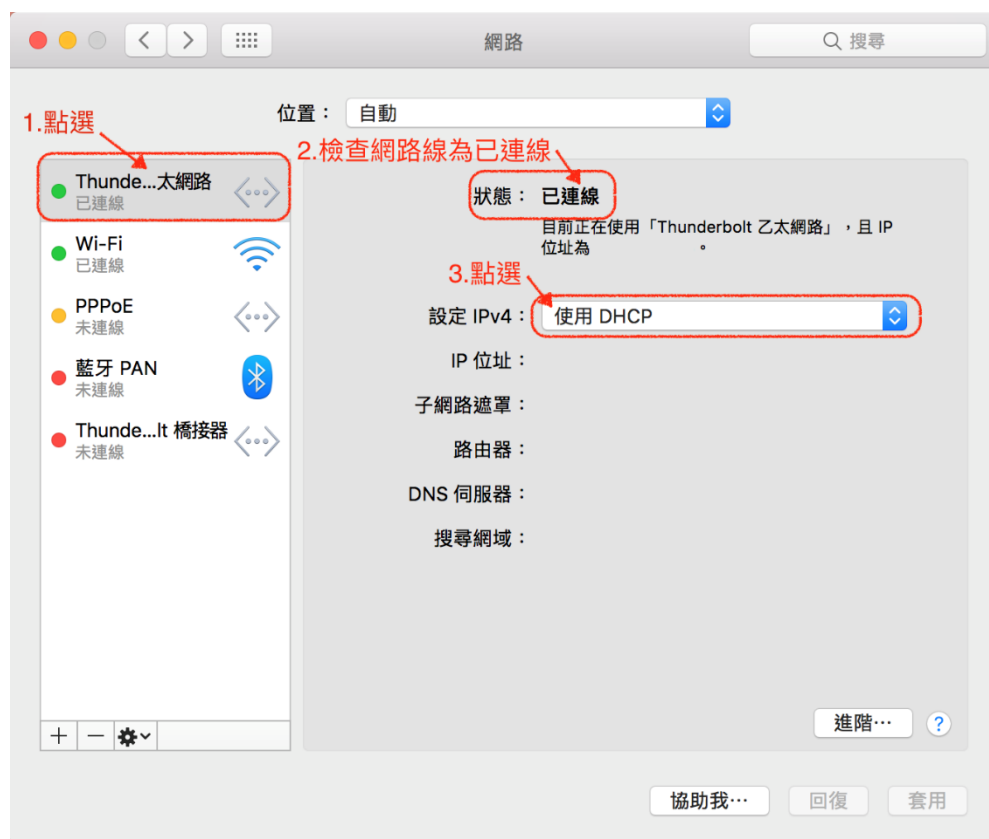 網路
搜尋
位置： 自動
1.點選
2.檢查網路線為已連線
Thunde...太網路
已連線
Wi-Fi
已連線
PPPoE
未連線
藍牙 PAN
未連線
Thunde...lt 橋接器
未連線
狀態： 已連線
目前正在使用「Thunderbolt 乙太網路」，且 IP
位址為 。
3.點選
設定 IPv4： 使用 DHCP
IP 位址：
子網路遮罩：
路由器：
DNS 伺服器：
搜尋網域：
進階…
?
協助我…
回復
套用